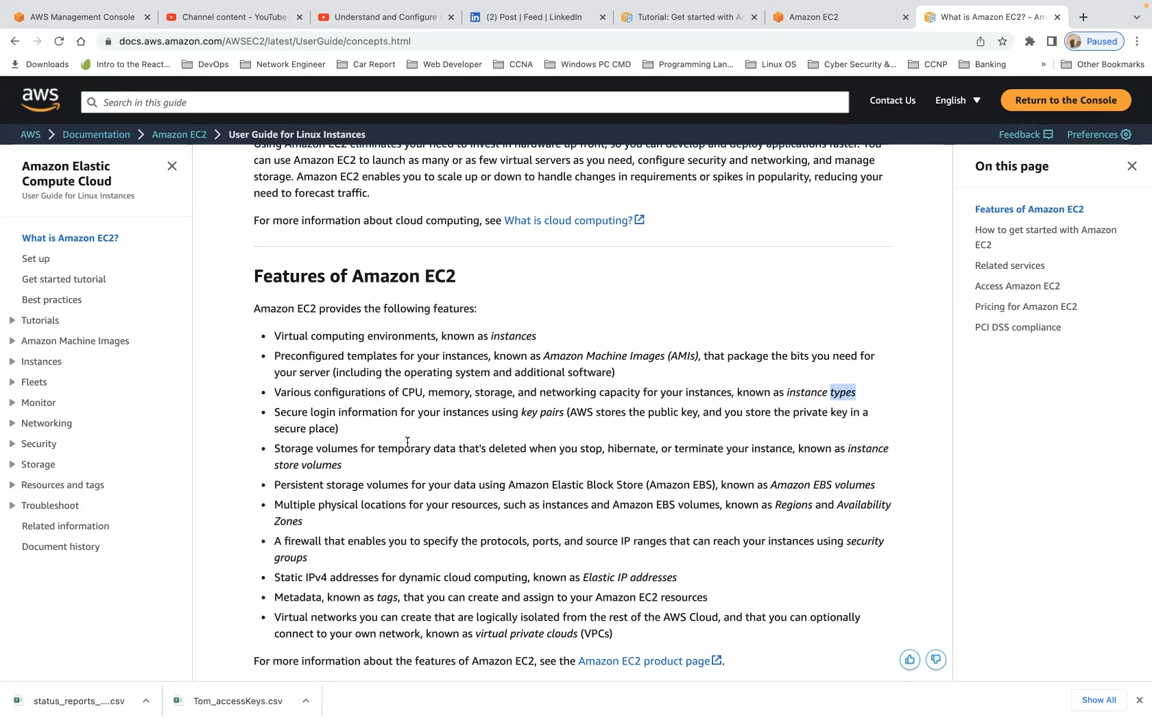 AWS Management Console
Channel content - YouTube
Understand and Configure
(2) Post | Feed | LinkedIn
Tutorial: Get started with A
Amazon EC2
What is Amazon EC2? - Am
docs.aws.amazon.com/AWSEC2/latest/UserGuide/concepts.html
Paused
Downloads
Intro to the React...
DevOps
Network Engineer
Car Report
Web Developer
CCNA
Windows PC CMD
Programming Lan...
Linux OS
Cyber Security &...
CCNP
Banking
»
Other Bookmarks
aws
Search in this guide
Contact Us
English
Return to the Console
AWS
Documentation
Amazon EC2
User Guide for Linux Instances
Feedback
Preferences
Amazon Elastic
Compute Cloud
User Guide for Linux Instances
What is Amazon EC2?
Set up
Get started tutorial
Best practices
Tutorials
Amazon Machine Images
Instances
Fleets
Monitor
Networking
Security
Storage
Resources and tags
Troubleshoot
Related information
Document history
Using Amazon EC2 eliminates your need to invest in hardware up front, so you can develop and deploy applications faster. You
can use Amazon EC2 to launch as many or as few virtual servers as you need, configure security and networking, and manage
storage. Amazon EC2 enables you to scale up or down to handle changes in requirements or spikes in popularity, reducing your
need to forecast traffic.
For more information about cloud computing, see What is cloud computing?
Features of Amazon EC2
Amazon EC2 provides the following features:
• Virtual computing environments, known as instances
• Preconfigured templates for your instances, known as Amazon Machine Images (AMIs), that package the bits you need for
your server (including the operating system and additional software)
• Various configurations of CPU, memory, storage, and networking capacity for your instances, known as instance types
• Secure login information for your instances using key pairs (AWS stores the public key, and you store the private key in a
secure place)
• Storage volumes for temporary data that's deleted when you stop, hibernate, or terminate your instance, known as instance
store volumes
• Persistent storage volumes for your data using Amazon Elastic Block Store (Amazon EBS), known as Amazon EBS volumes
• Multiple physical locations for your resources, such as instances and Amazon EBS volumes, known as Regions and Availability
Zones
• A firewall that enables you to specify the protocols, ports, and source IP ranges that can reach your instances using security
groups
• Static IPv4 addresses for dynamic cloud computing, known as Elastic IP addresses
• Metadata, known as tags, that you can create and assign to your Amazon EC2 resources
• Virtual networks you can create that are logically isolated from the rest of the AWS Cloud, and that you can optionally
connect to your own network, known as virtual private clouds (VPCs)
For more information about the features of Amazon EC2, see the Amazon EC2 product page.
On this page
Features of Amazon EC2
How to get started with Amazon
EC2
Related services
Access Amazon EC2
Pricing for Amazon EC2
PCI DSS compliance
status_reports_....csv
Tom_accessKeys.csv
Show All